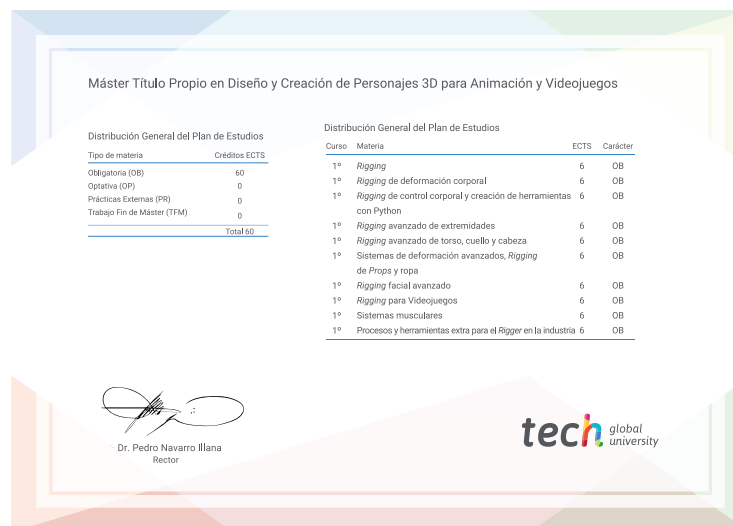 Máster Título Propio en Diseño y Creación de Personajes 3D para Animación y Videojuegos
Distribución General del Plan de Estudios
Tipo de materia Créditos ECTS
Obligatoria (OB) 60
Optativa (OP) 0
Prácticas Externas (PR) 0
Trabajo Fin de Máster (TFM) 0
Total 60
Distribución General del Plan de Estudios
Curso Materia ECTS Carácter
1º Rigging 6 OB
1º Rigging de deformación corporal 6 OB
1º Rigging de control corporal y creación de herramientas 6 OB
con Python
1º Rigging avanzado de extremidades 6 OB
1º Rigging avanzado de torso, cuello y cabeza 6 OB
1º Sistemas de deformación avanzados, Rigging 6 OB
de Props y ropa
1º Rigging facial avanzado 6 OB
1º Rigging para Videojuegos 6 OB
1º Sistemas musculares 6 OB
1º Procesos y herramientas extra para el Rigger en la industria 6 OB
Dr. Pedro Navarro Illana
Rector
tech global
university